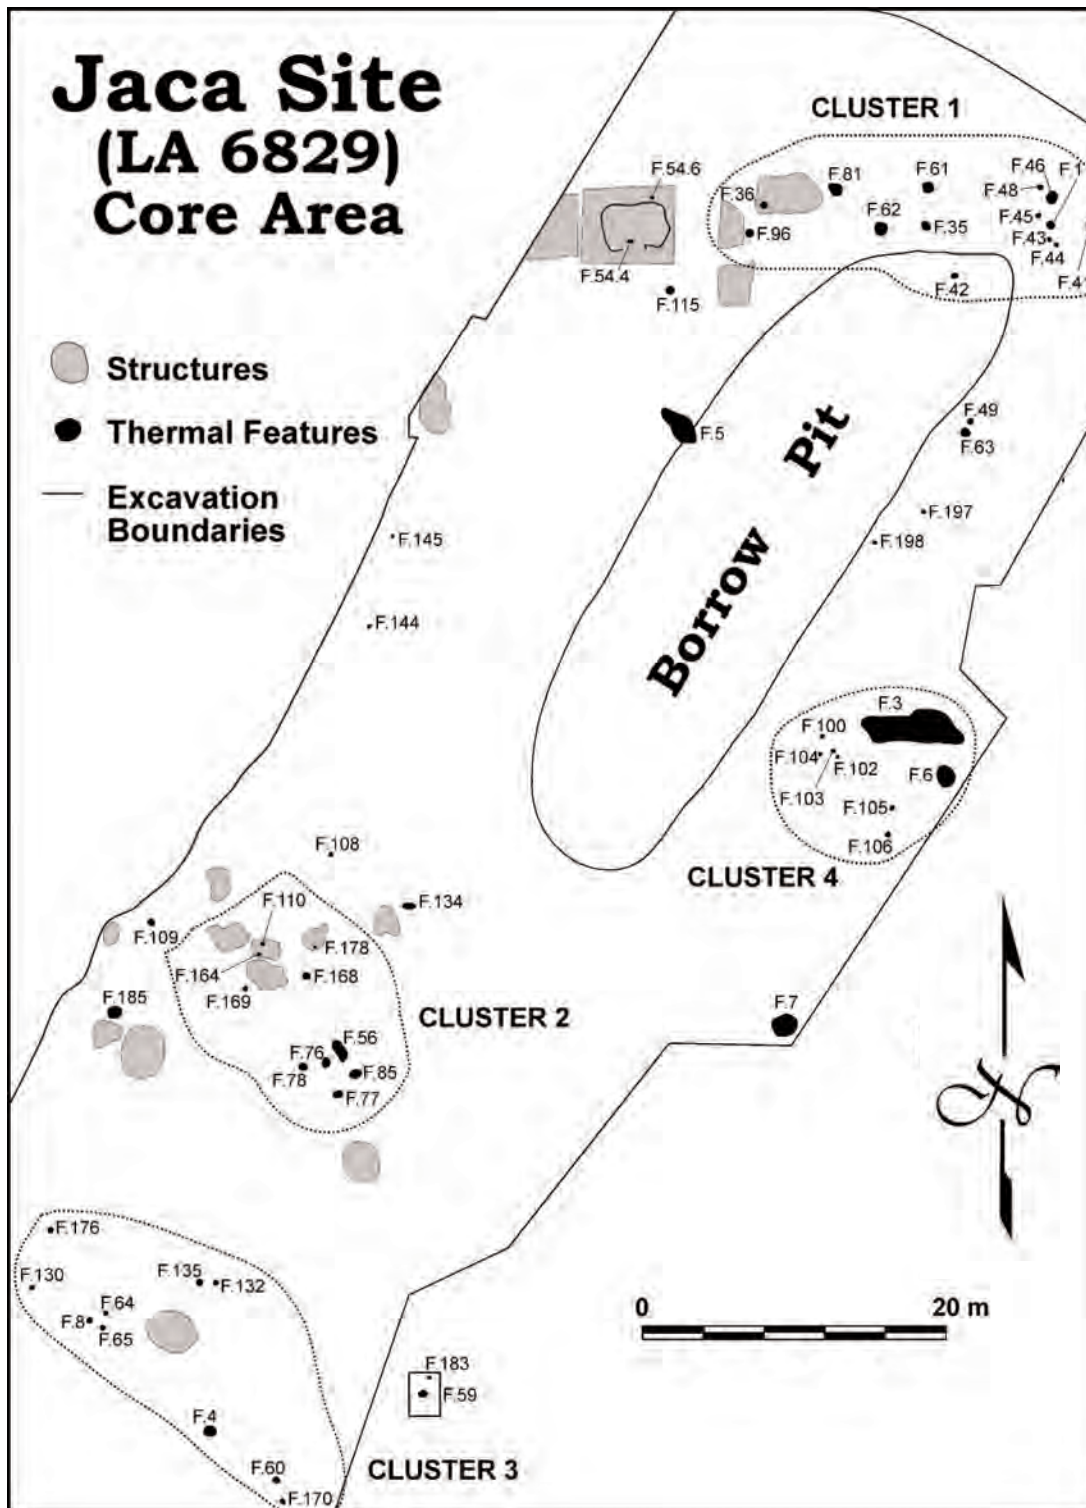 Jaca Site
(LA 6829)
Core Area
CLUSTER 1
F.54.6
F.36
F.81
F.61
F.46
F.1
F.48
F.62
F.45
F.35
F.96
F.43
F.44
F.54.4
F.42
F.41
F.115
Structures
Thermal Features
Excavation
Boundaries
F.5
F.49
F.63
Borrow Pit
F.197
F.198
F.145
F.144
F.3
F.100
F.104
F.102
F.6
F.103
F.105
F.106
CLUSTER 4
F.108
F.110
F.134
F.109
F.178
F.164
F.168
F.169
F.185
CLUSTER 2
F.7
F.56
F.76
F.78
F.85
F.77
N
F.176
F.130
F.135
F.132
F.64
F.8
F.65
0 20 m
F.183
F.59
F.4
F.60
F.170
CLUSTER 3